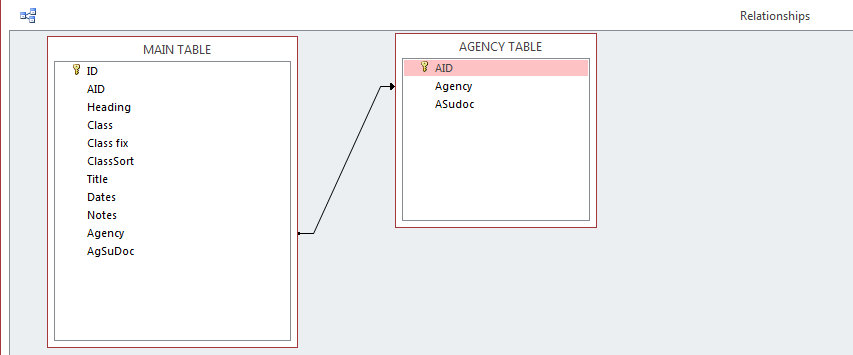 Relationships
MAIN TABLE
ID
AID
Heading
Class
Class fix
ClassSort
Title
Dates
Notes
Agency
AgSuDoc
AGENCY TABLE
AID
Agency
ASudoc